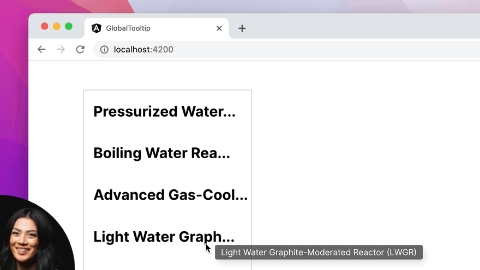 GlobalTooltip
localhost:4200
Pressurized Water...
Boiling Water Rea...
Advanced Gas-Cool...
Light Water Graph...
Light Water Graphite-Moderated Reactor (LWGR)